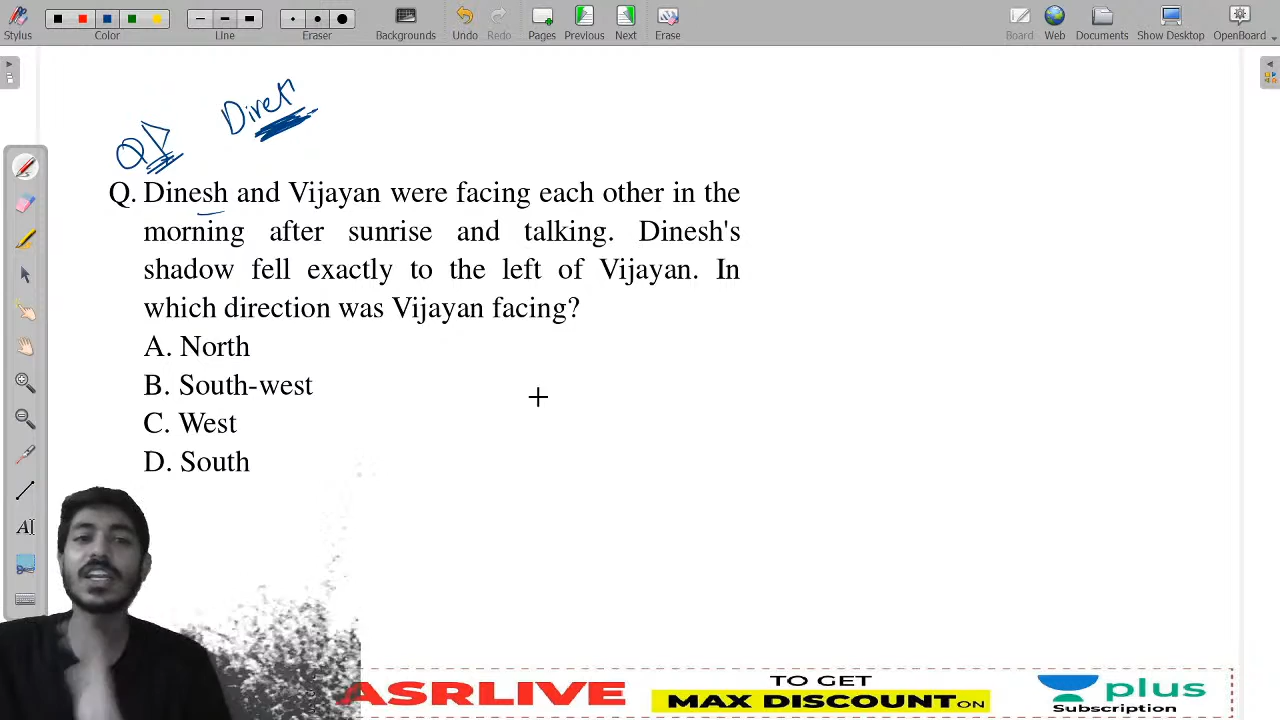 Stylus
Color
Line
Eraser
Backgrounds
Undo
Redo
Pages
Previous
Next
Erase
Board
Web
Documents
Show Desktop
OpenBoard
Q1
Q. Dinesh and Vijayan were facing each other in the
morning after sunrise and talking. Dinesh's
shadow fell exactly to the left of Vijayan. In
which direction was Vijayan facing?
A. North
B. South-west
C. West
D. South
AI
ASRLIVE
TO GET
MAX DISCOUNT ON
plus
Subscription